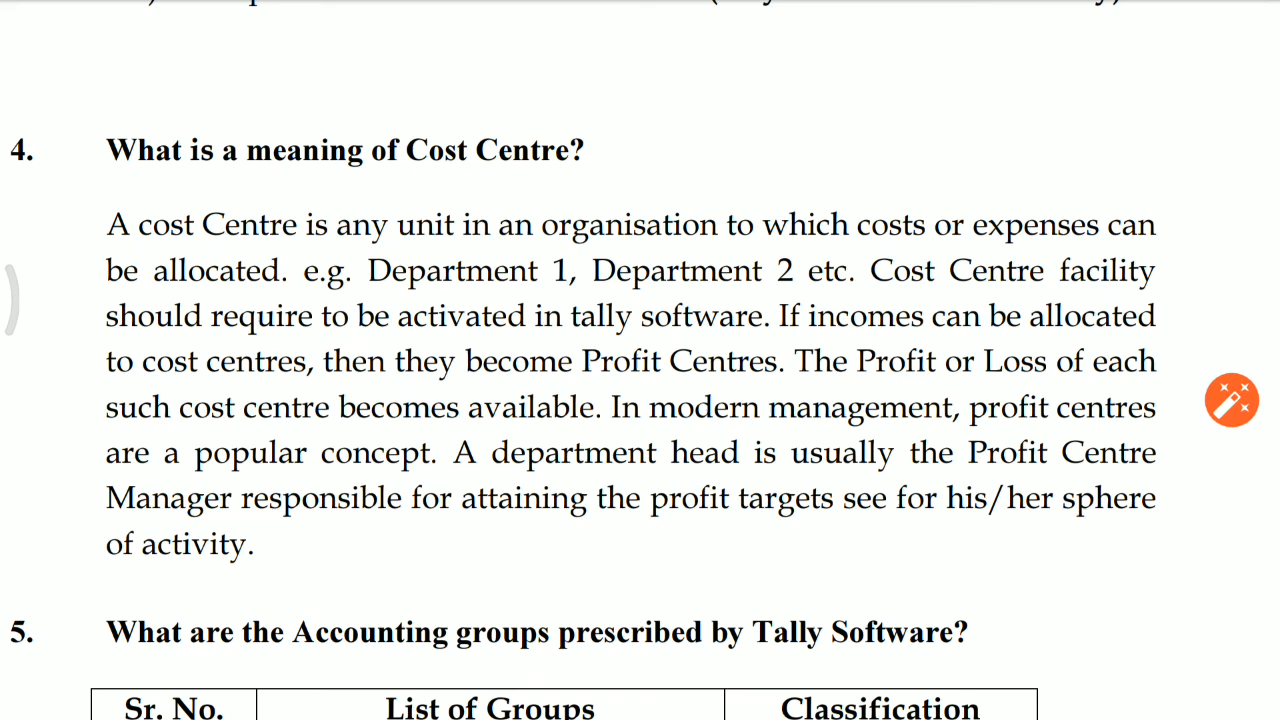 4. What is a meaning of Cost Centre?
A cost Centre is any unit in an organisation to which costs or expenses can
be allocated. e.g. Department 1, Department 2 etc. Cost Centre facility
should require to be activated in tally software. If incomes can be allocated
to cost centres, then they become Profit Centres. The Profit or Loss of each
such cost centre becomes available. In modern management, profit centres
are a popular concept. A department head is usually the Profit Centre
Manager responsible for attaining the profit targets see for his/her sphere
of activity.
5. What are the Accounting groups prescribed by Tally Software?
Sr. No. List of Groups Classification